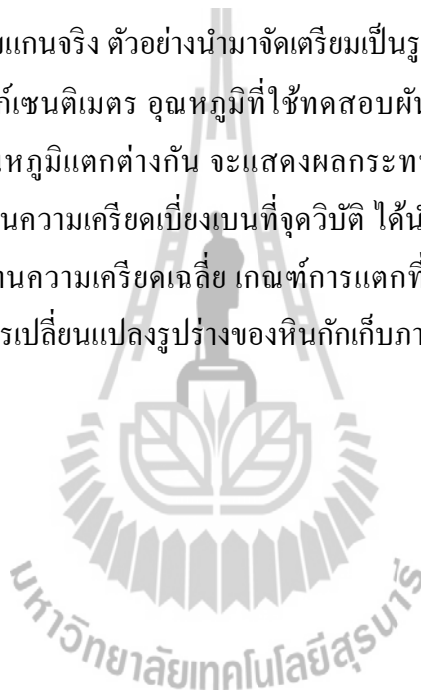 แกนจริง ตัวอย่างนำมาจัดเตรียมเป็นรู
ก์เซนติเมตร อุณหภูมิที่ใช้ทดสอบผัน
หภูมิแตกต่างกัน จะแสดงผลกระทบ
นความเครียดเบี่ยงเบนที่จุดวิบัติ ได้นำ
านความเครียดเฉลี่ย เกณฑ์การแตกที่
รเปลี่ยนแปลงรูปร่างของหินกักเก็บภา
มหาวิทยาลัยเทคโนโลยีสุรนารี